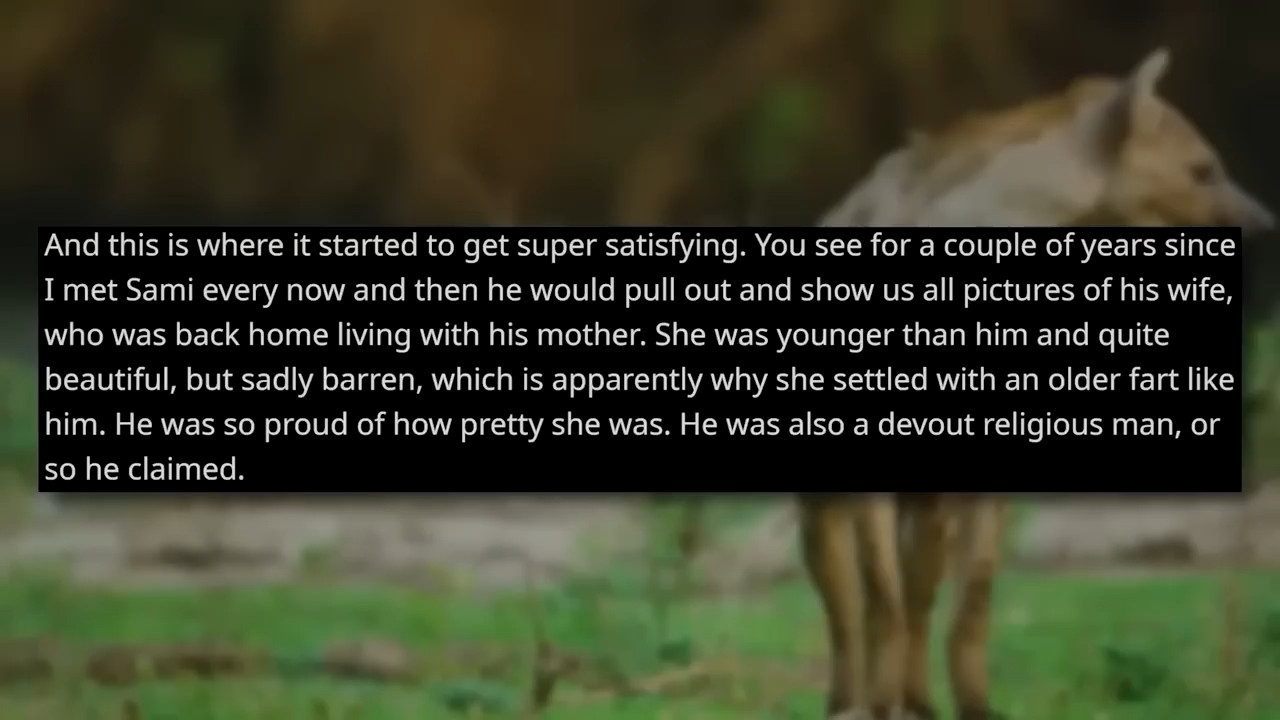 And this is where it started to get super satisfying. You see for a couple of years since
I met Sami every now and then he would pull out and show us all pictures of his wife,
who was back home living with his mother. She was younger than him and quite
beautiful, but sadly barren, which is apparently why she settled with an older fart like
him. He was so proud of how pretty she was. He was also a devout religious man, or
so he claimed.